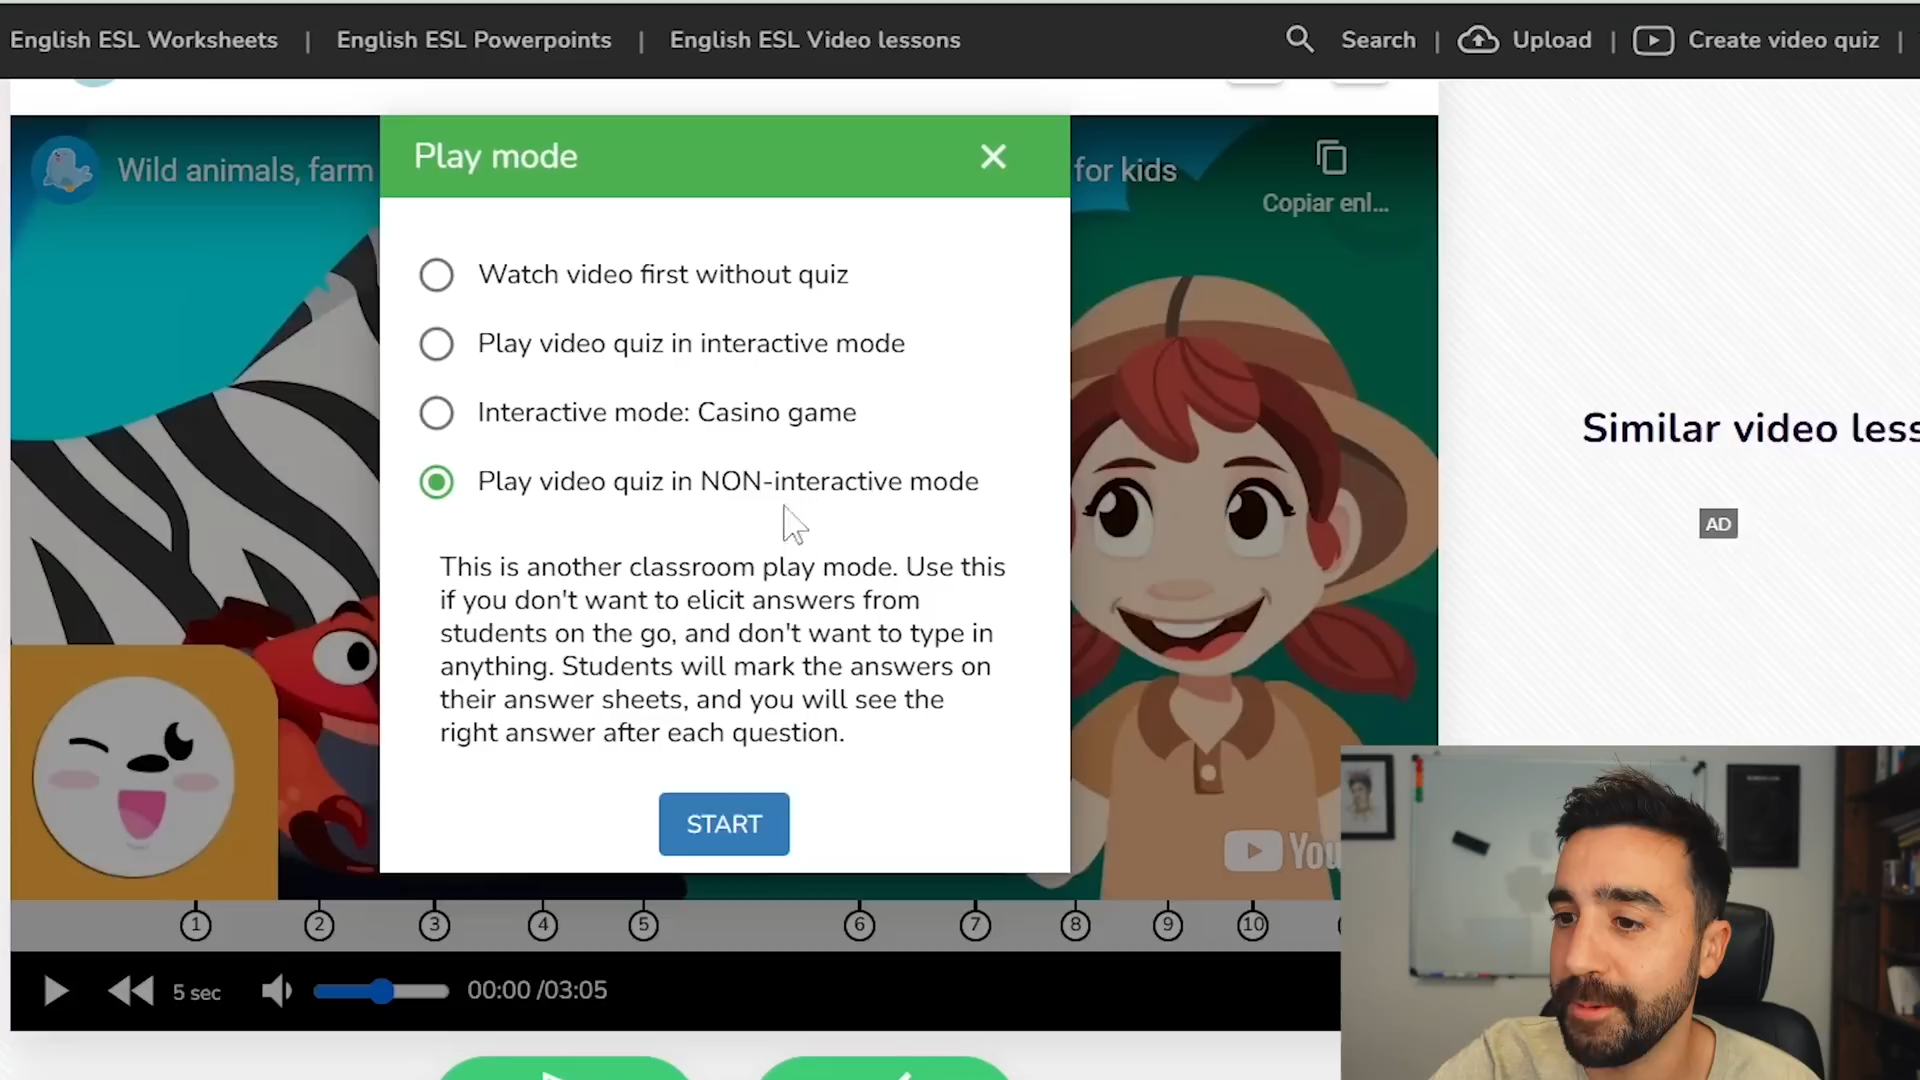 English ESL Worksheets | English ESL Powerpoints | English ESL Video lessons Search | Upload | Create video quiz |
Wild animals, farm for kids
Copiar enl...
Play mode
Watch video first without quiz
Play video quiz in interactive mode
Interactive mode: Casino game
Play video quiz in NON-interactive mode
This is another classroom play mode. Use this
if you don't want to elicit answers from
students on the go, and don't want to type in
anything. Students will mark the answers on
their answer sheets, and you will see the
right answer after each question.
START
Similar video less
AD
You
1 2 3 4 5 6 7 8 9 10
5 sec 00:00 /03:05